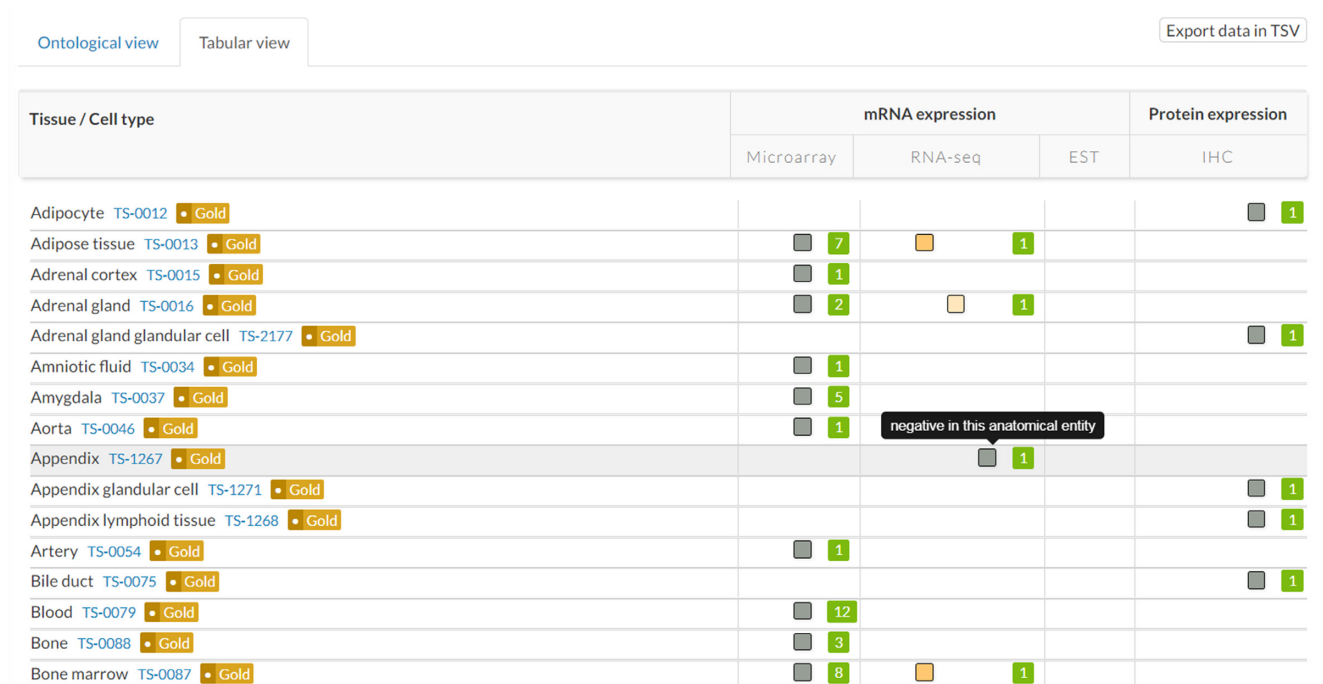 Ontological view Tabular view Export data in TSV
Tissue / Cell type mRNA expression Protein expression
Microarray RNA-seq EST IHC
Adipocyte TS-0012 Gold 1
Adipose tissue TS-0013 Gold 7 1
Adrenal cortex TS-0015 Gold 1
Adrenal gland TS-0016 Gold 2 1
Adrenal gland glandular cell TS-2177 Gold 1
Amniotic fluid TS-0034 Gold 1
Amygdala TS-0037 Gold 5
Aorta TS-0046 Gold 1 negative in this anatomical entity
Appendix TS-1267 Gold 1
Appendix glandular cell TS-1271 Gold 1
Appendix lymphoid tissue TS-1268 Gold 1
Artery TS-0054 Gold 1
Bile duct TS-0075 Gold 1
Blood TS-0079 Gold 12
Bone TS-0088 Gold 3
Bone marrow TS-0087 Gold 8 1